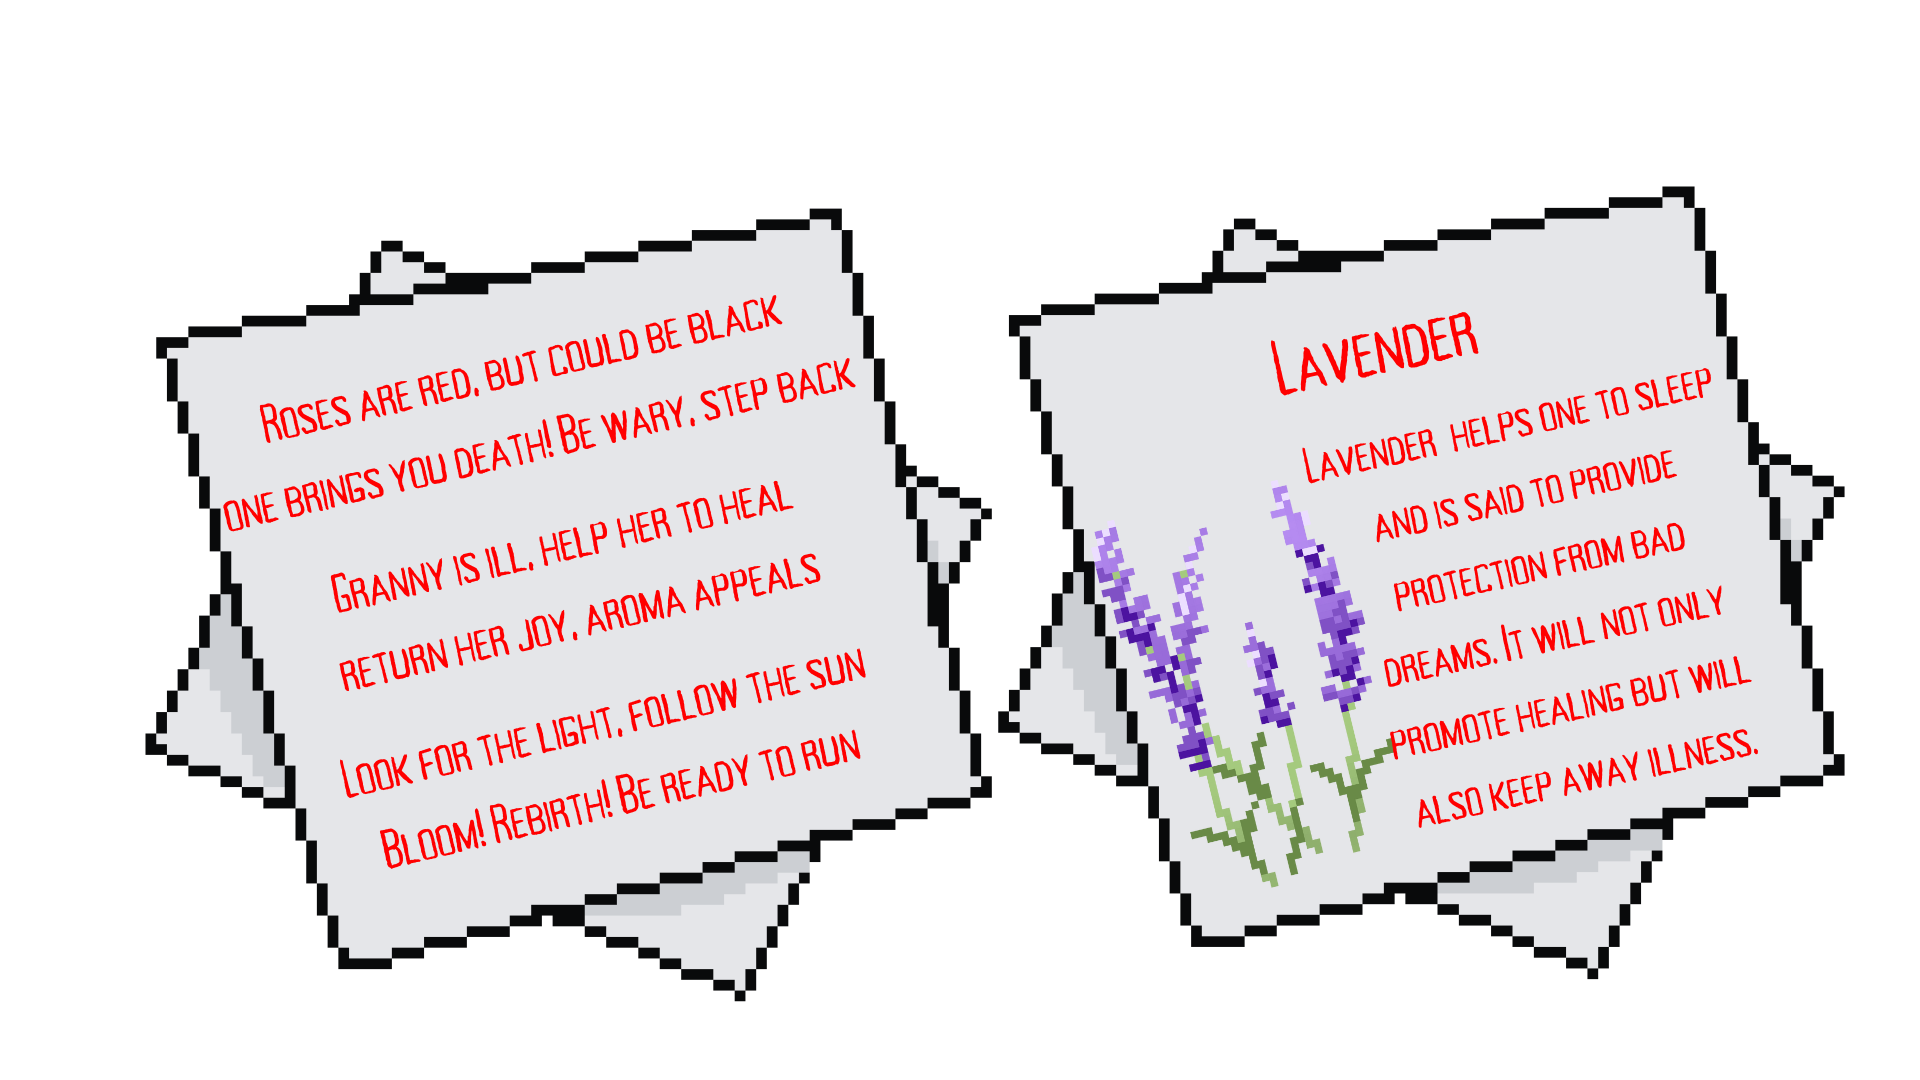 Roses are red, but could be black
one brings you death! Be wary, step back
Granny is ill, help her to heal
return her joy, aroma appeals
Look for the light, follow the sun
Bloom! Rebirth! Be ready to run
Lavender
Lavender helps one to sleep
and is said to provide
protection from bad
dreams. It will not only
promote healing but will
also keep away illness.